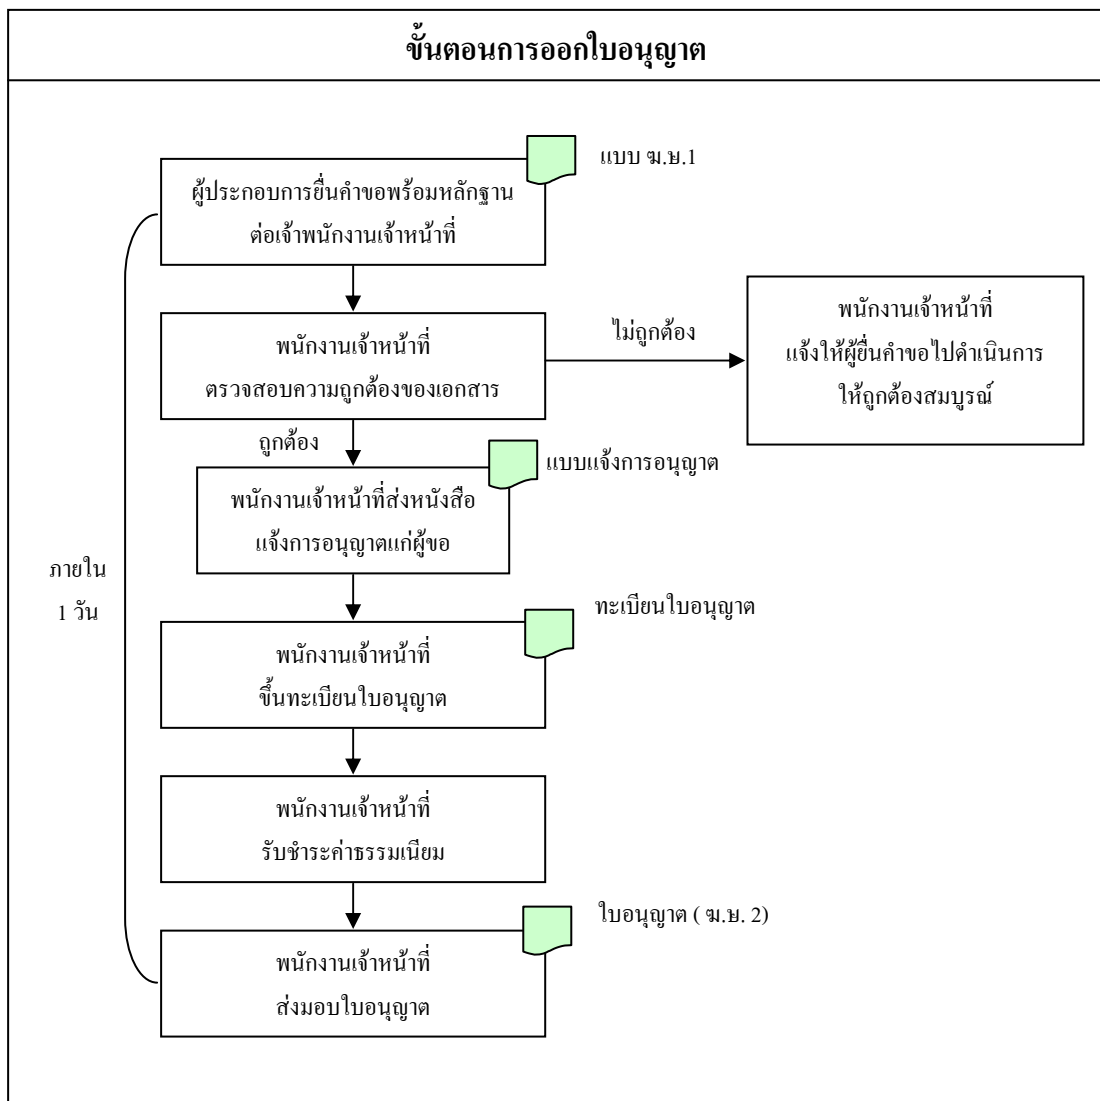 ขั้นตอนการออกใบอนุญาต
แบบ ฆ.ษ.1
ผู้ประกอบการยื่นคำขอพร้อมหลักฐาน
ต่อเจ้าพนักงานเจ้าหน้าที่
พนักงานเจ้าหน้าที่
ตรวจสอบความถูกต้องของเอกสาร
ไม่ถูกต้อง
พนักงานเจ้าหน้าที่
แจ้งให้ผู้ยื่นคำขอไปดำเนินการ
ให้ถูกต้องสมบูรณ์
ถูกต้อง
แบบแจ้งการอนุญาต
พนักงานเจ้าหน้าที่ส่งหนังสือ
แจ้งการอนุญาตแก่ผู้ขอ
ภายใน
1 วัน
ทะเบียนใบอนุญาต
พนักงานเจ้าหน้าที่
ขึ้นทะเบียนใบอนุญาต
พนักงานเจ้าหน้าที่
รับชำระค่าธรรมเนียม
ใบอนุญาต ( ฆ.ษ. 2)
พนักงานเจ้าหน้าที่
ส่งมอบใบอนุญาต